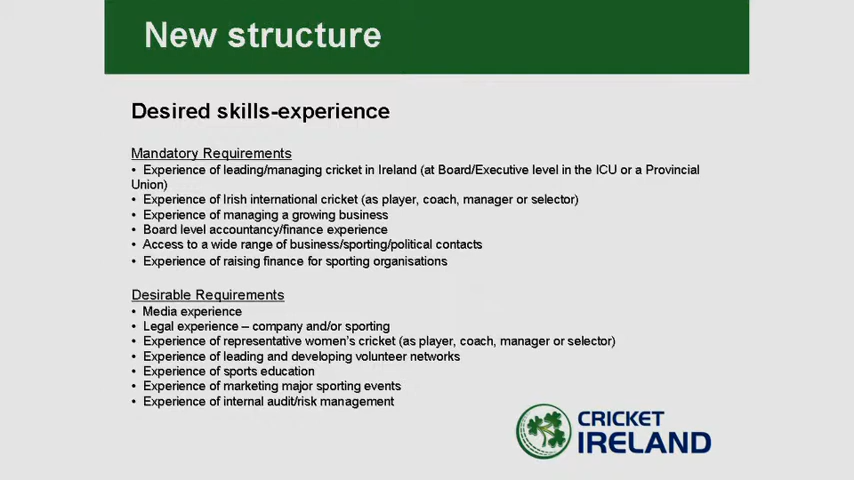 New structure
Desired skills-experience
Mandatory Requirements
• Experience of leading/managing cricket in Ireland (at Board/Executive level in the ICU or a Provincial
Union)
• Experience of Irish international cricket (as player, coach, manager or selector)
• Experience of managing a growing business
• Board level accountancy/finance experience
• Access to a wide range of business/sporting/political contacts
• Experience of raising finance for sporting organisations
Desirable Requirements
• Media experience
• Legal experience – company and/or sporting
• Experience of representative women's cricket (as player, coach, manager or selector)
• Experience of leading and developing volunteer networks
• Experience of sports education
• Experience of marketing major sporting events
• Experience of internal audit/risk management
CRICKET
IRELAND